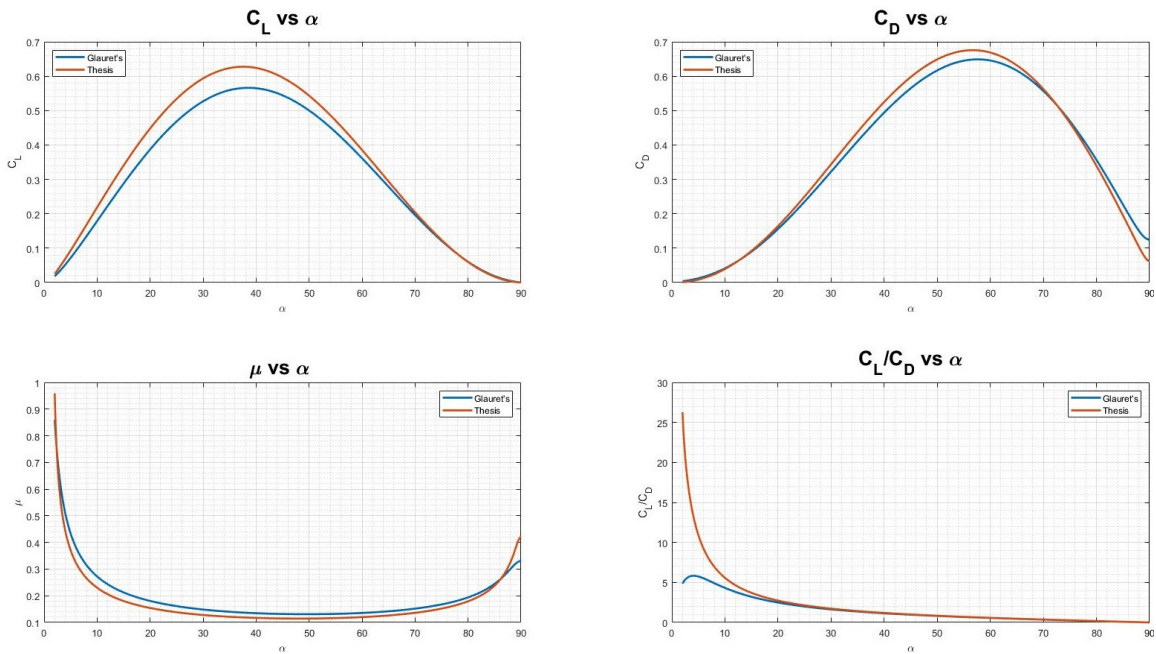 C_L vs α
0.7
0.6
0.5
0.4
0.3
0.2
0.1
0
C_L
Glauret's
Thesis
0 10 20 30 40 50 60 70 80 90
α
C_D vs α
0.7
0.6
0.5
0.4
0.3
0.2
0.1
0
C_D
Glauret's
Thesis
0 10 20 30 40 50 60 70 80 90
α
μ vs α
1
0.9
0.8
0.7
0.6
0.5
0.4
0.3
0.2
0.1
μ
Glauret's
Thesis
0 10 20 30 40 50 60 70 80 90
α
C_L/C_D vs α
30
25
20
15
10
5
0
C_L/C_D
Glauret's
Thesis
0 10 20 30 40 50 60 70 80 90
α